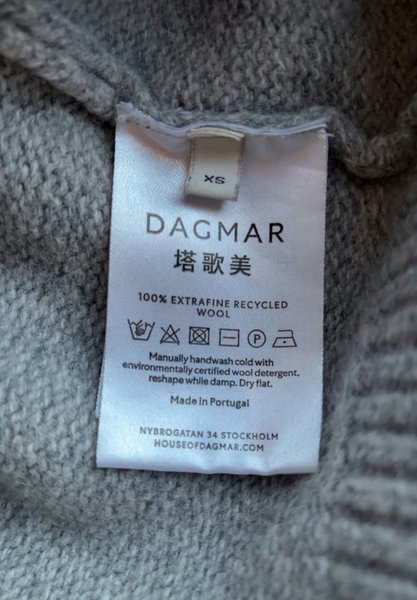 XS
DAGMAR
塔歌美
100% EXTRAFINE RECYCLED
WOOL
P
Manually handwash cold with
environmentally certified wool detergent,
reshape while damp. Dry flat.
Made in Portugal
NYBROGATAN 34 STOCKHOLM
HOUSEOFDAGMAR.COM